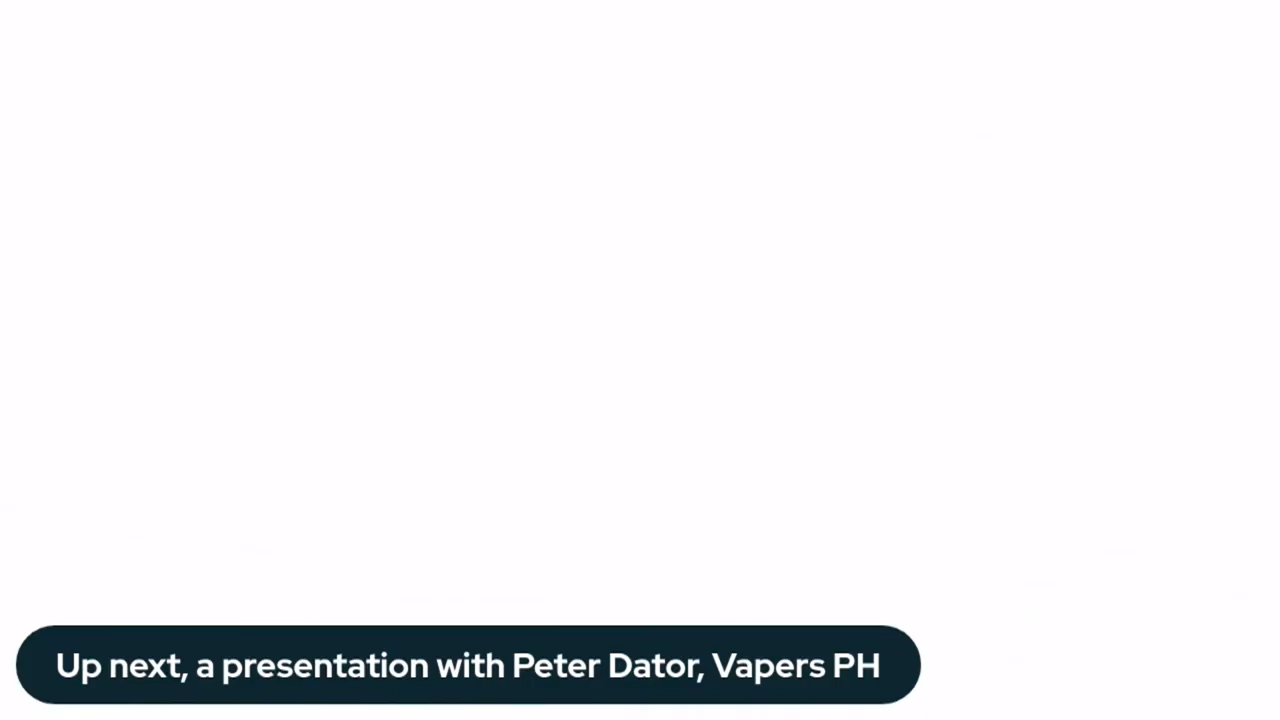 Up next, a presentation with Peter Dator, Vapers PH